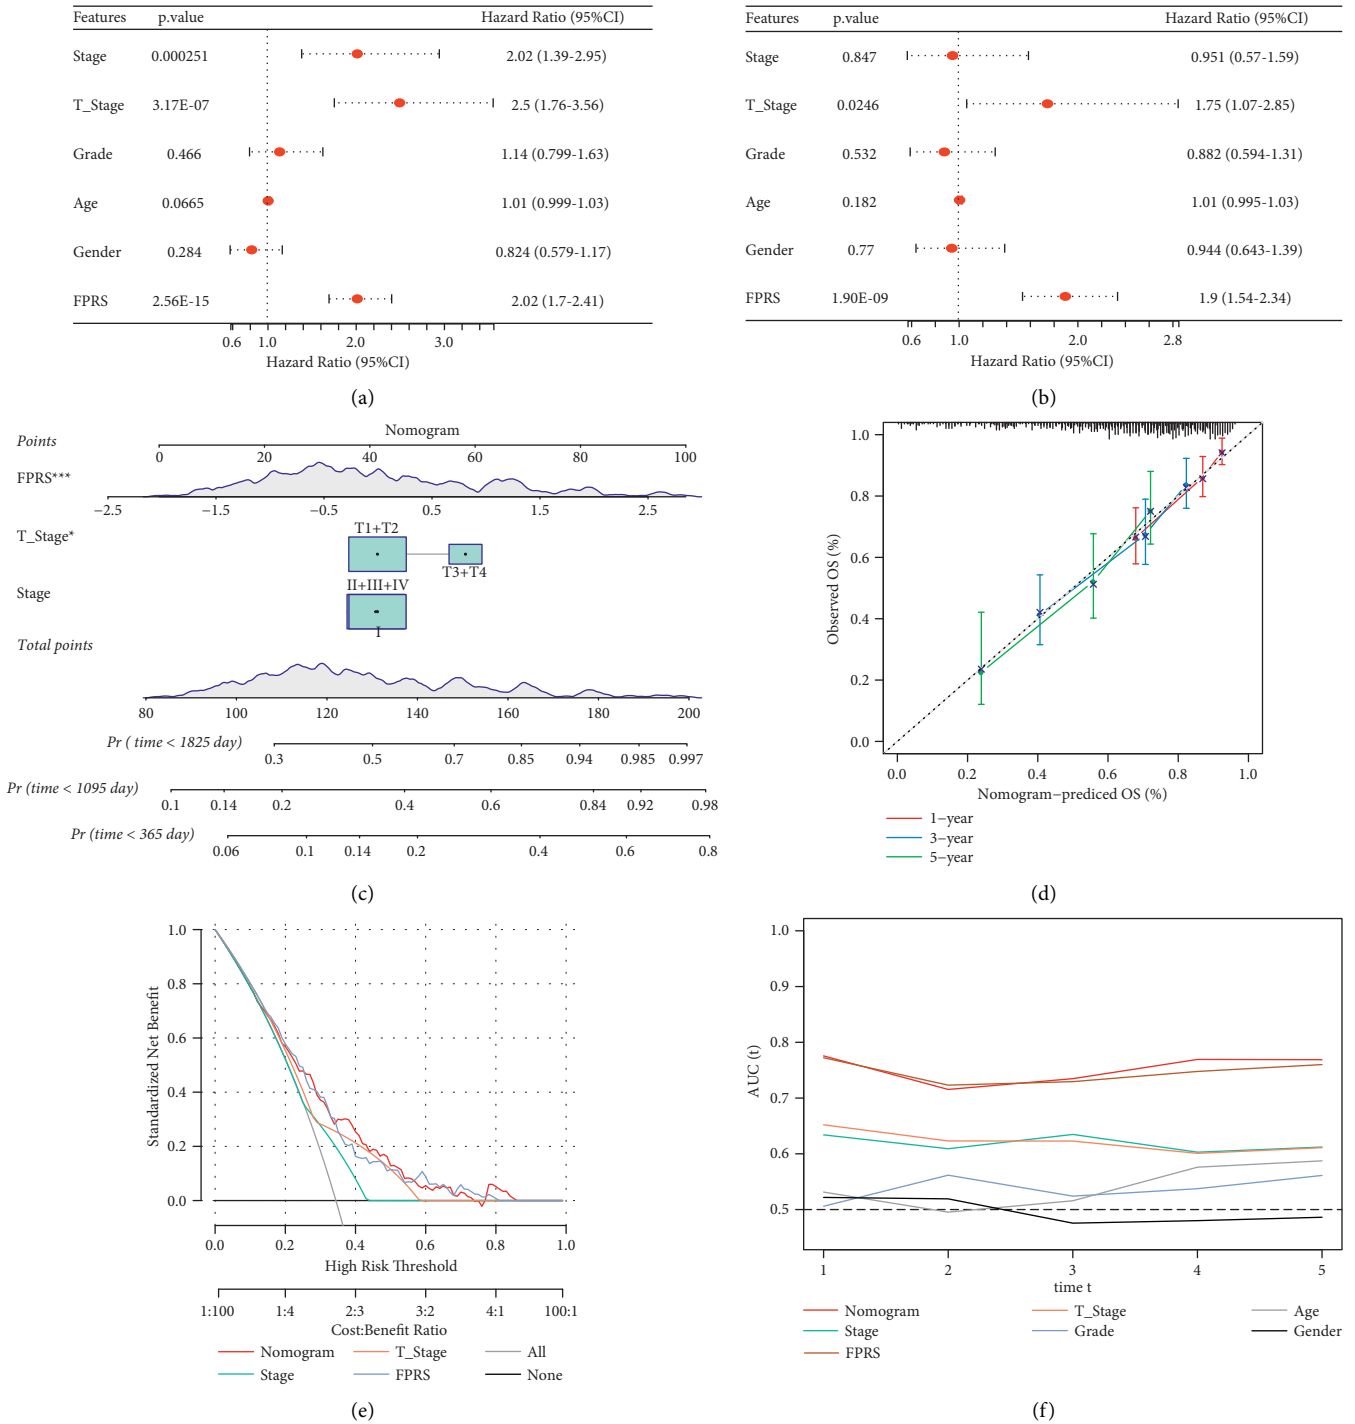 Features p.value Hazard Ratio (95%CI)
Stage 0.000251 2.02 (1.39-2.95)
T_Stage 3.17E-07 2.5 (1.76-3.56)
Grade 0.466 1.14 (0.799-1.63)
Age 0.0665 1.01 (0.999-1.03)
Gender 0.284 0.824 (0.579-1.17)
FPRS 2.56E-15 2.02 (1.7-2.41)
0.6 1.0 2.0 3.0
Hazard Ratio (95%CI)
(a)
Features p.value Hazard Ratio (95%CI)
Stage 0.847 0.951 (0.57-1.59)
T_Stage 0.0246 1.75 (1.07-2.85)
Grade 0.532 0.882 (0.594-1.31)
Age 0.182 1.01 (0.995-1.03)
Gender 0.77 0.944 (0.643-1.39)
FPRS 1.90E-09 1.9 (1.54-2.34)
0.6 1.0 2.0 2.8
Hazard Ratio (95%CI)
(b)
Nomogram
Points
0 20 40 60 80 100
FPRS***
−2.5 −1.5 −0.5 0.5 1.5 2.5
T_Stage*
T1+T2
T3+T4
Stage
II+III+IV
I
Total points
80 100 120 140 160 180 200
Pr ( time < 1825 day)
0.3 0.5 0.7 0.85 0.94 0.985 0.997
Pr (time < 1095 day)
0.1 0.14 0.2 0.4 0.6 0.84 0.92 0.98
Pr (time < 365 day)
0.06 0.1 0.14 0.2 0.4 0.6 0.8
(c)
Observed OS (%)
1.0
0.8
0.6
0.4
0.2
0.0
0.0 0.2 0.4 0.6 0.8 1.0
Nomogram−prediced OS (%)
1−year
3−year
5−year
(d)
Standardized Net Benefit
1.0
0.8
0.6
0.4
0.2
0.0
0.0 0.2 0.4 0.6 0.8 1.0
High Risk Threshold
1:100 1:4 2:3 3:2 4:1 100:1
Cost:Benefit Ratio
Nomogram T_Stage All
Stage FPRS None
(e)
AUC (t)
1.0
0.9
0.8
0.7
0.6
0.5
1 2 3 4 5
time t
Nomogram T_Stage Age
Stage Grade Gender
FPRS
(f)